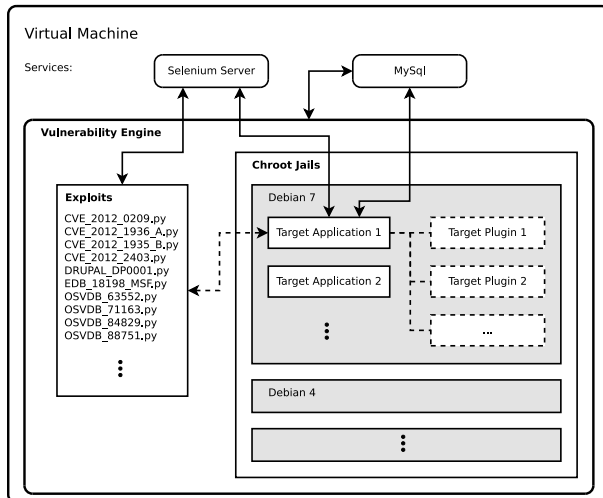 Virtual Machine
Services:
Selenium Server
MySql
Vulnerability Engine
Chroot Jails
Exploits
CVE_2012_0209.py
CVE_2012_1936_A.py
CVE_2012_1935_B.py
CVE_2012_2403.py
DRUPAL_DP0001.py
EDB_18198_MSF.py
OSVDB_63552.py
OSVDB_71163.py
OSVDB_84829.py
OSVDB_88751.py
Debian 7
Target Application 1
Target Plugin 1
Target Application 2
Target Plugin 2
...
Debian 4